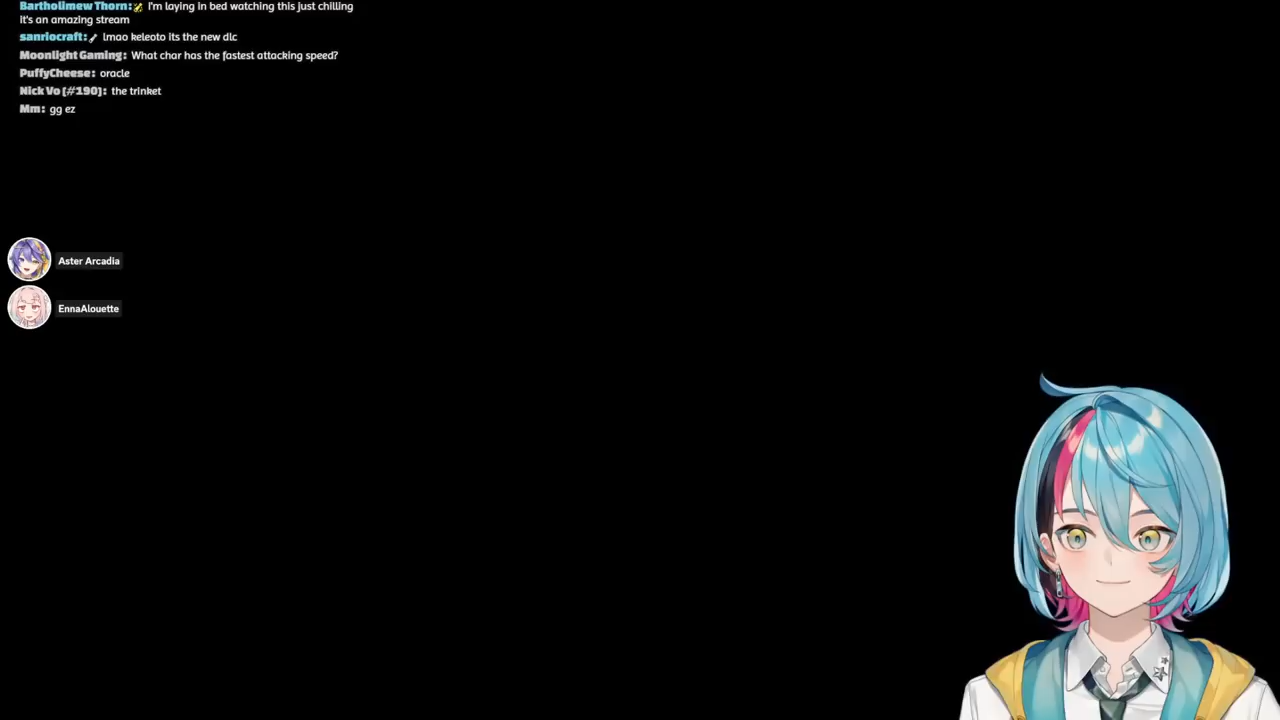 Bartholimew Thorn: I'm laying in bed watching this just chilling
it's an amazing stream
sanriocraft: lmao keleoto its the new dlc
Moonlight Gaming: What char has the fastest attacking speed?
PuffyCheese: oracle
Nick Vo [#190]: the trinket
Mm: gg ez
Aster Arcadia
EnnaAlouette